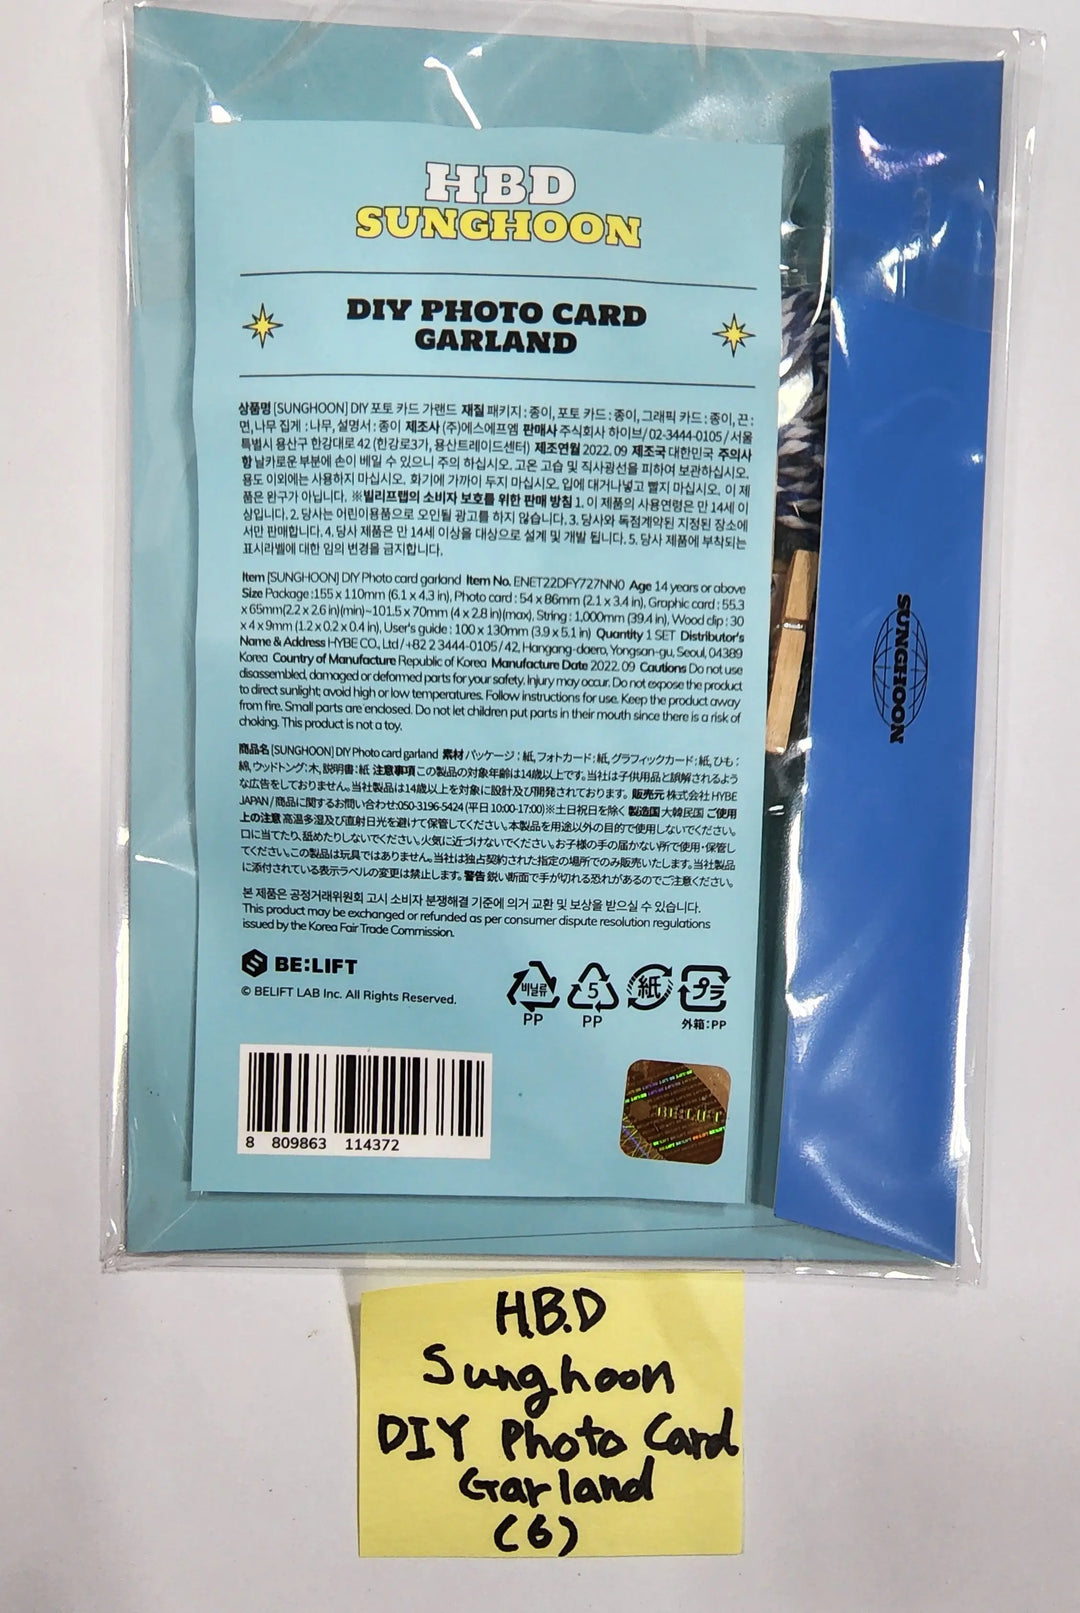 HBD
SUNGHOON
DIY PHOTO CARD
GARLAND
상품명 [SUNGHOON] DIY 포토 카드 가랜드 재질 패키지 : 종이, 포토 카드 : 종이, 그래픽 카드 : 종이, 끈 :
면, 나무 집게 : 나무, 설명서 : 종이 제조사 (주)에스에프엠 판매사 주식회사 하이브/02-3444-0105 / 서울
특별시 용산구 한강대로 42 (한강로3가, 용산트레이드센터) 제조연월 2022. 09 제조국 대한민국 주의사
항 날카로운 부분에 손이 베일 수 있으니 주의 하십시오. 고온 고습 및 직사광선을 피하여 보관하십시오.
용도 이외에는 사용하지 마십시오. 화기에 가까이 두지 마십시오. 입에 대거나 넣고 빨지 마십시오. 이 제
품은 완구가 아닙니다. ※빌리프랩의 소비자 보호를 위한 판매 방침 1. 이 제품의 사용연령은 만 14세 이
상입니다. 2. 당사는 어린이용품으로 오인될 광고를 하지 않습니다. 3. 당사와 독점계약된 지정된 장소에
서만 판매합니다. 4. 당사 제품은 만 14세 이상을 대상으로 설계 및 개발 됩니다. 5. 당사 제품에 부착되는
표시라벨에 대한 임의 변경을 금지합니다.
Item [SUNGHOON] DIY Photo card garland Item No. ENET22DFY727NN0 Age 14 years or above
Size Package : 155 x 110mm (6.1 x 4.3 in), Photo card : 54 x 86mm (2.1 x 3.4 in), Graphic card : 55.3
x 65mm(2.2 x 2.6 in)(min)~101.5 x 70mm (4 x 2.8 in)(max), String : 1,000mm (39.4 in), Wood clip : 30
x 4 x 9mm (1.2 x 0.2 x 0.4 in), User's guide : 100 x 130mm (3.9 x 5.1 in) Quantity 1 SET Distributor's
Name & Address HYBE CO., Ltd / +82 2 3444-0105 / 42, Hangang-daero, Yongsan-gu, Seoul, 04389
Korea Country of Manufacture Republic of Korea Manufacture Date 2022. 09 Cautions Do not use
disassembled, damaged or deformed parts for your safety. Injury may occur. Do not expose the product
to direct sunlight; avoid high or low temperatures. Follow instructions for use. Keep the product away
from fire. Small parts are enclosed. Do not let children put parts in their mouth since there is a risk of
choking. This product is not a toy.
商品名 [SUNGHOON] DIY Photo card garland 素材 パッケージ : 紙, フォトカード : 紙, グラフィックカード : 紙, ひも :
綿, ウッドトング : 木, 説明書 : 紙 注意事項 この製品の対象年齢は14歳以上です。当社は子供用品と誤解されるよう
な広告をしておりません。当社製品は14歳以上を対象に設計及び開発されております。 販売元 株式会社 HYBE
JAPAN / 商品に関するお問い合わせ:050-3196-5424 (平日 10:00-17:00)※土日祝日を除く 製造国 大韓民国 ご使用
上の注意 高温多湿及び直射日光を避けて保管してください。本製品を用途以外の目的で使用しないでください。
口に当てたり、舐めたりしないでください。火気に近づけないでください。お子様の手の届かない所で使用・保管し
てください。この製品は玩具ではありません。当社は独占契約された指定の場所でのみ販売いたします。当社製品
に添付されている表示ラベルの変更は禁止します。警告 鋭い断面で手が切れる恐れがあるのでご注意ください。
본 제품은 공정거래위원회 고시 소비자 분쟁해결 기준에 의거 교환 및 보상을 받으실 수 있습니다.
This product may be exchanged or refunded as per consumer dispute resolution regulations
issued by the Korea Fair Trade Commission.
BE:LIFT
© BELIFT LAB Inc. All Rights Reserved.
비닐류 5 紙 プラ
PP PP 外箱 : PP
8 809863 114372
BE:LIFT
SUNGHOON
H.B.D
Sunghoon
DIY Photo Card
Garland
(6)